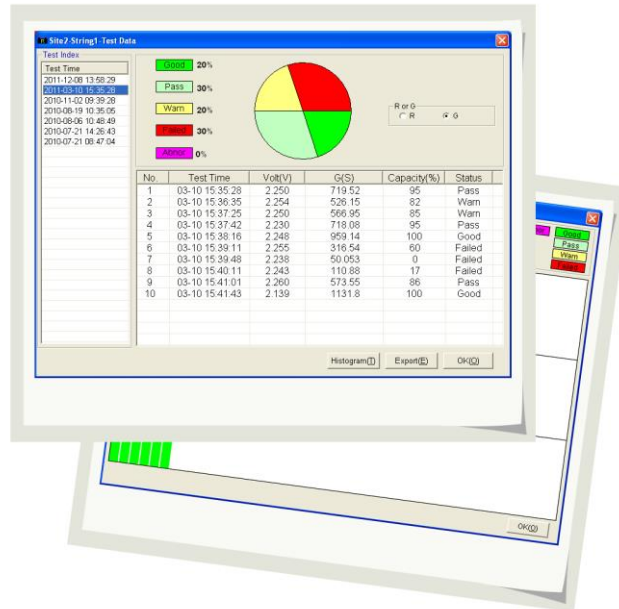 Site2-String1-Test Data
Test Index
Test Time
2011-12-08 13:58:29
2011-03-10 15:35:28
2010-11-02 09:39:28
2010-08-19 10:35:05
2010-08-06 10:48:49
2010-07-21 14:26:43
2010-07-21 08:47:04
Good 20%
Pass 30%
Warn 20%
Failed 30%
Abnor 0%
R or G
R G
No. Test Time Volt(V) G(S) Capacity(%) Status
1 03-10 15:35:28 2.250 719.52 95 Pass
2 03-10 15:36:35 2.254 526.15 82 Warn
3 03-10 15:37:25 2.250 566.95 85 Warn
4 03-10 15:37:42 2.230 718.08 95 Pass
5 03-10 15:38:16 2.248 959.14 100 Good
6 03-10 15:39:11 2.255 316.54 60 Failed
7 03-10 15:39:48 2.238 50.053 0 Failed
8 03-10 15:40:11 2.243 110.88 17 Failed
9 03-10 15:41:01 2.260 573.55 86 Pass
10 03-10 15:41:43 2.139 1131.8 100 Good
Histogram(T) Export(E) OK(O)
Good
Pass
Warn
Failed
OK(O)